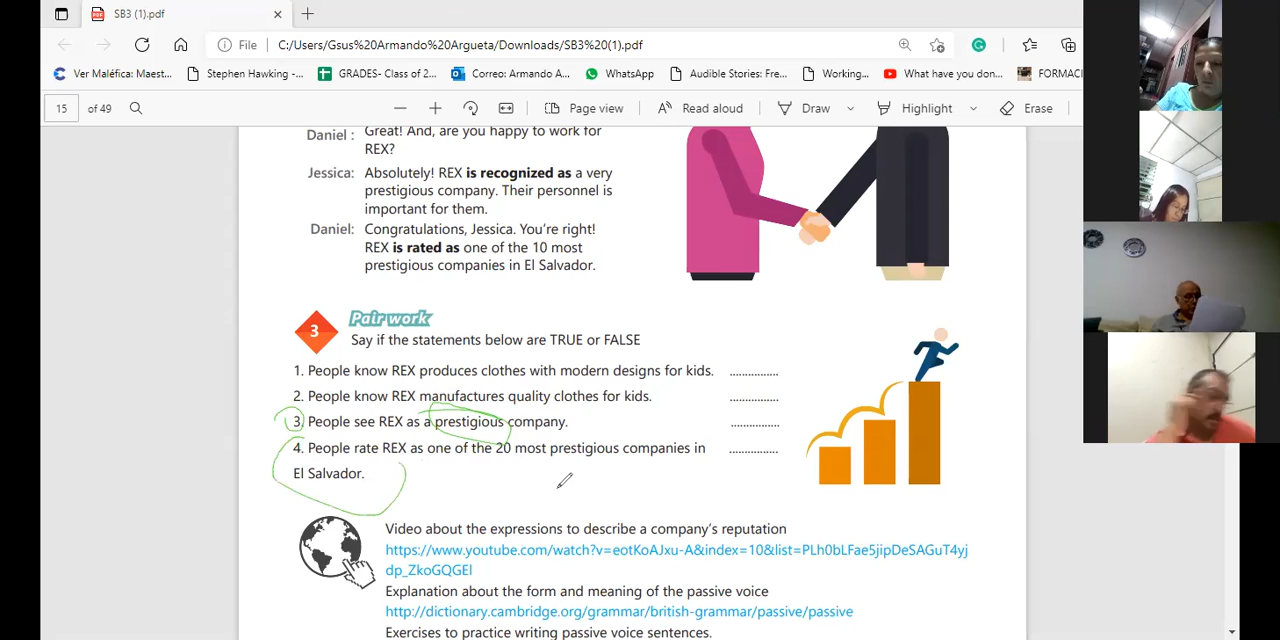 SB3 (1).pdf
File
C:/Users/Gsus%20Armando%20Argueta/Downloads/SB3%20(1).pdf
Ver Maléfica: Maest...
Stephen Hawking -...
GRADES- Class of 2...
Correo: Armando A...
WhatsApp
Audible Stories: Fre...
Working...
What have you don...
FORMACI
15
of 49
Page view
Read aloud
Draw
Highlight
Erase
Daniel :
Great! And, are you happy to work for
REX?
Jessica:
Absolutely! REX is recognized as a very
prestigious company. Their personnel is
important for them.
Daniel:
Congratulations, Jessica. You're right!
REX is rated as one of the 10 most
prestigious companies in El Salvador.
3
Pair work
Say if the statements below are TRUE or FALSE
1. People know REX produces clothes with modern designs for kids. ................
2. People know REX manufactures quality clothes for kids. ................
3. People see REX as a prestigious company. ................
4. People rate REX as one of the 20 most prestigious companies in ................
El Salvador.
Video about the expressions to describe a company's reputation
https://www.youtube.com/watch?v=eotKoAJxu-A&index=10&list=PLh0bLFae5jipDeSAGuT4yj
dp_ZkoGQGEl
Explanation about the form and meaning of the passive voice
http://dictionary.cambridge.org/grammar/british-grammar/passive/passive
Exercises to practice writing passive voice sentences.